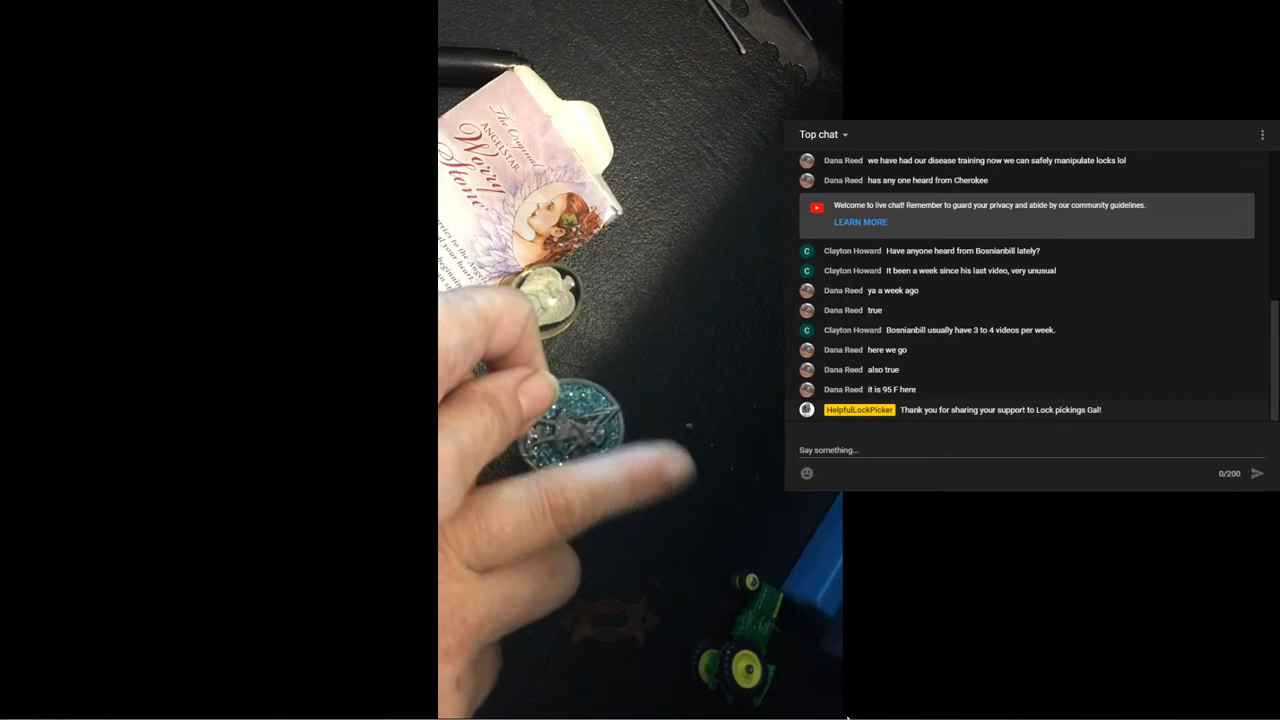 The Original
ANGELSTAR
Worry
Stone
Top chat
Dana Reed we have had our disease training now we can safely manipulate locks lol
Dana Reed has any one heard from Cherokee
Welcome to live chat! Remember to guard your privacy and abide by our community guidelines.
LEARN MORE
C Clayton Howard Have anyone heard from Bosnianbill lately?
C Clayton Howard It been a week since his last video, very unusual
Dana Reed ya a week ago
Dana Reed true
C Clayton Howard Bosnianbill usually have 3 to 4 videos per week.
Dana Reed here we go
Dana Reed also true
Dana Reed it is 95 F here
HelpfulLockPicker Thank you for sharing your support to Lock pickings Gal!
Say something...
0/200